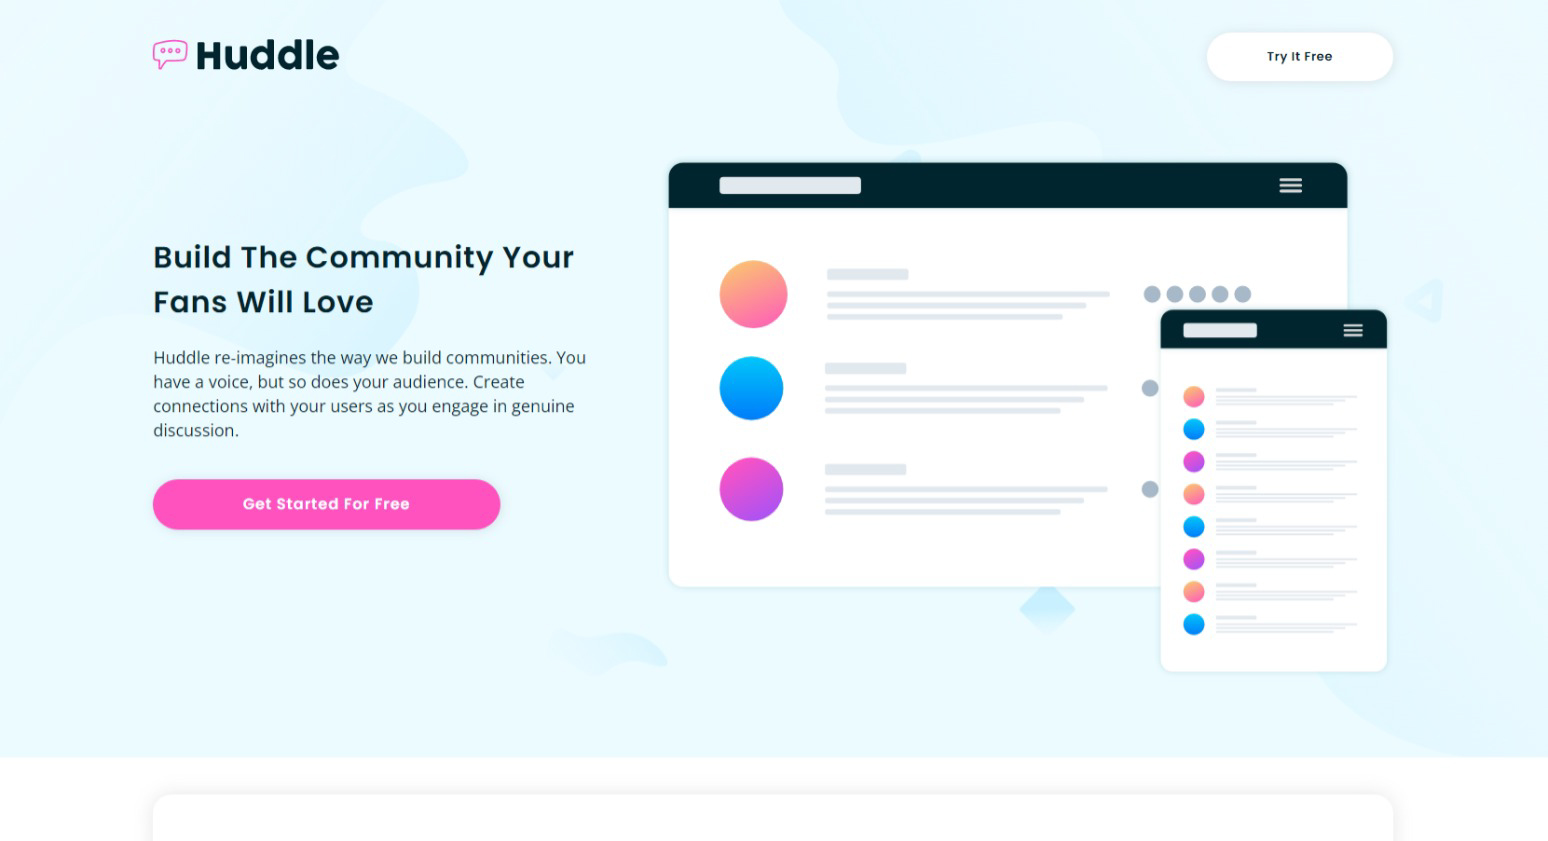 Huddle
Try It Free
Build The Community Your
Fans Will Love
Huddle re-imagines the way we build communities. You
have a voice, but so does your audience. Create
connections with your users as you engage in genuine
discussion.
Get Started For Free